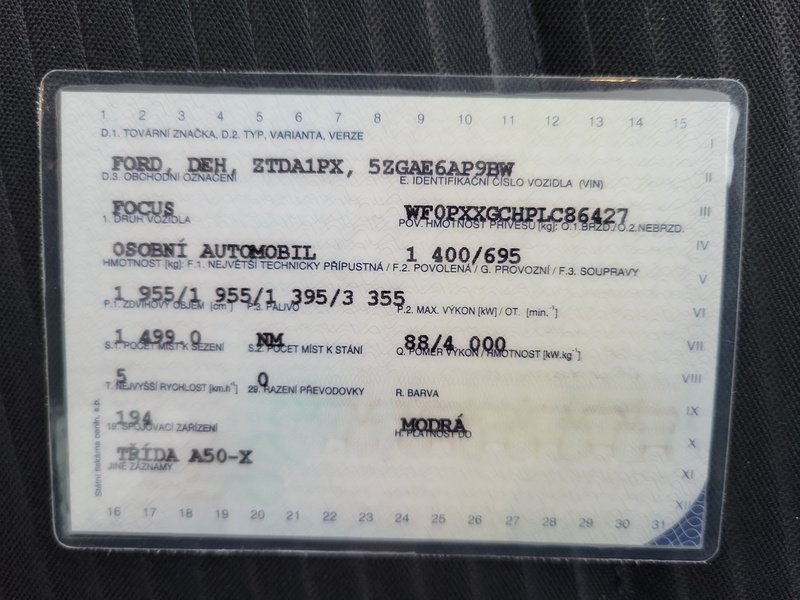 1 2 3 4 5 6 7 8 9 10 11 12 13 14 15
D.1. TOVÁRNÍ ZNAČKA, D.2. TYP, VARIANTA, VERZE
I
FORD, DEH, ZTDA1PX, 5ZGAE6AP9BW
D.3. OBCHODNÍ OZNAČENÍ E. IDENTIFIKAČNÍ ČÍSLO VOZIDLA (VIN)
II
FOCUS WF0PXXGCHPLC86427
III
1. DRUH VOZIDLA POV. HMOTNOST PŘÍVĚSU [kg]: O.1.BRZD./O.2.NEBRZD.
OSOBNÍ AUTOMOBIL 1 400/695
IV
HMOTNOST [kg]: F.1. NEJVĚTŠÍ TECHNICKY PŘÍPUSTNÁ / F.2. POVOLENÁ / G. PROVOZNÍ / F.3. SOUPRAVY
V
1 955/1 955/1 395/3 355
P.1. ZDVIHOVÝ OBJEM [cm³] P.3. PALIVO P.2. MAX. VÝKON [kW] / OT. [min.⁻¹]
VI
1 499.0 NM 88/4 000
VII
S.1. POČET MÍST K SEZENÍ S.2. POČET MÍST K STÁNÍ Q. POMĚR VÝKON / HMOTNOST [kW.kg⁻¹]
5 0
VIII
T. NEJVYŠŠÍ RYCHLOST [km.h⁻¹] 29. ŘAZENÍ PŘEVODOVKY R. BARVA
194 MODRÁ
IX
19. SPOJOVACÍ ZAŘÍZENÍ H. PLATNOST DO
X
TŘÍDA A50-X
JINÉ ZÁZNAMY
XI
XII
16 17 18 19 20 21 22 23 24 25 26 27 28 29 30 31
Státní tiskárna cenin, s.p.